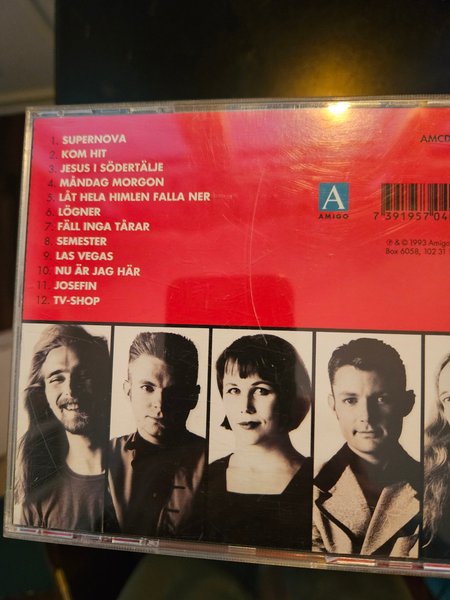 1. SUPERNOVA
2. KOM HIT
3. JESUS I SÖDERTÄLJE
4. MÅNDAG MORGON
5. LÅT HELA HIMLEN FALLA NER
6. LÖGNER
7. FÄLL INGA TÅRAR
8. SEMESTER
9. LAS VEGAS
10. NU ÄR JAG HÄR
11. JOSEFIN
12. TV-SHOP
AMCD
A
AMIGO
7 391957 04
℗ & © 1993 Amigo
Box 6058, 102 31